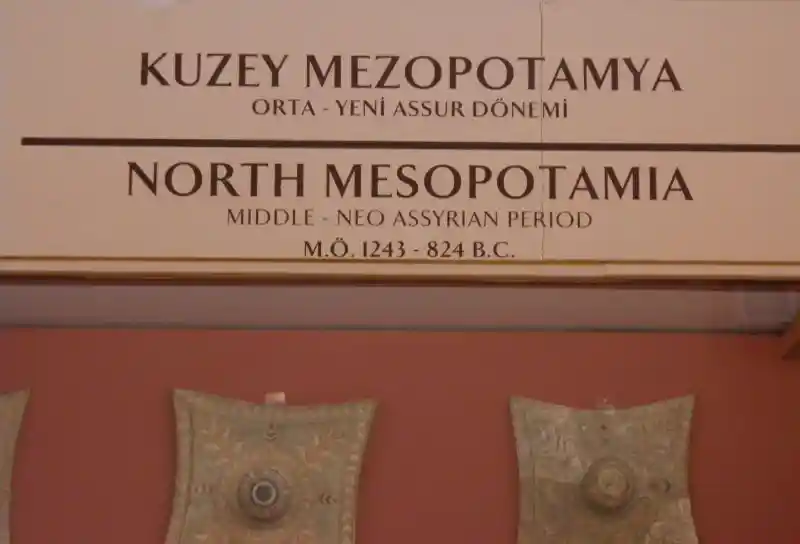 KUZEY MEZOPOTAMYA
ORTA - YENİ ASSUR DÖNEMİ
NORTH MESOPOTAMIA
MIDDLE - NEO ASSYRIAN PERIOD
M.Ö. 1243 - 824 B.C.